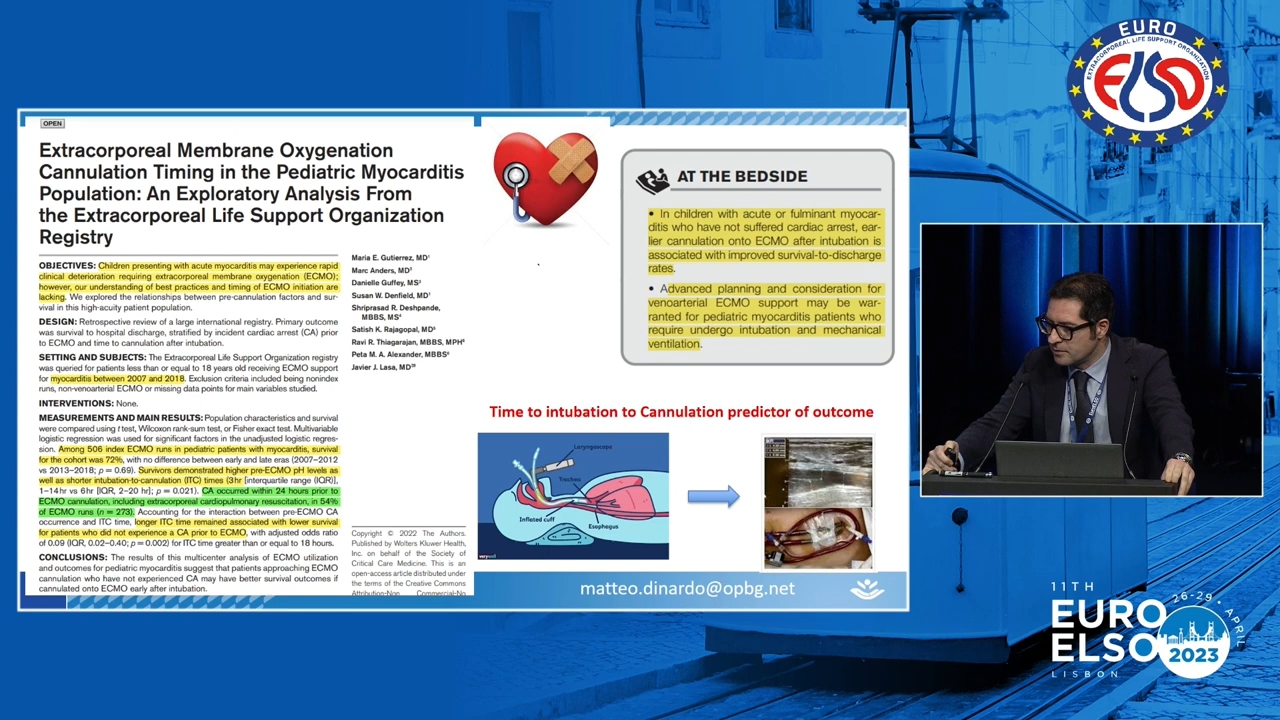 OPEN
Extracorporeal Membrane Oxygenation
Cannulation Timing in the Pediatric Myocarditis
Population: An Exploratory Analysis From
the Extracorporeal Life Support Organization
Registry
OBJECTIVES: Children presenting with acute myocarditis may experience rapid
clinical deterioration requiring extracorporeal membrane oxygenation (ECMO);
however, our understanding of best practices and timing of ECMO initiation are
lacking. We explored the relationships between pre-cannulation factors and sur-
vival in this high-acuity patient population.
DESIGN: Retrospective review of a large international registry. Primary outcome
was survival to hospital discharge, stratified by incident cardiac arrest (CA) prior
to ECMO and time to cannulation after intubation.
SETTING AND SUBJECTS: The Extracorporeal Life Support Organization registry
was queried for patients less than or equal to 18 years old receiving ECMO support
for myocarditis between 2007 and 2018. Exclusion criteria included being nonindex
runs, non-venoarterial ECMO or missing data points for main variables studied.
INTERVENTIONS: None.
MEASUREMENTS AND MAIN RESULTS: Population characteristics and survival
were compared using t test, Wilcoxon rank-sum test, or Fisher exact test. Multivariable
logistic regression was used for significant factors in the unadjusted logistic regres-
sion. Among 506 index ECMO runs in pediatric patients with myocarditis, survival
for the cohort was 72%, with no difference between early and late eras (2007–2012
vs 2013–2018; p = 0.69). Survivors demonstrated higher pre-ECMO pH levels as
well as shorter intubation-to-cannulation (ITC) times (3 hr [interquartile range (IQR)],
1–14 hr vs 6 hr [IQR, 2–20 hr]; p = 0.021). CA occurred within 24 hours prior to
ECMO cannulation, including extracorporeal cardiopulmonary resuscitation, in 54%
of ECMO runs (n = 273). Accounting for the interaction between pre-ECMO CA
occurrence and ITC time, longer ITC time remained associated with lower survival
for patients who did not experience a CA prior to ECMO, with adjusted odds ratio
of 0.09 (IQR, 0.02–0.40; p = 0.002) for ITC time greater than or equal to 18 hours.
CONCLUSIONS: The results of this multicenter analysis of ECMO utilization
and outcomes for pediatric myocarditis suggest that patients approaching ECMO
cannulation who have not experienced CA may have better survival outcomes if
cannulated onto ECMO early after intubation.
Maria E. Gutierrez, MD
Marc Anders, MD
Danielle Guffey, MS
Susan W. Denfield, MD
Shriprasad R. Deshpande,
MBBS, MS
Satish K. Rajagopal, MD
Ravi R. Thiagarajan, MBBS, MPH
Peta M. A. Alexander, MBBS
Javier J. Lasa, MD
Copyright © 2022 The Authors.
Published by Wolters Kluwer Health,
Inc. on behalf of the Society of
Critical Care Medicine. This is an
open-access article distributed under
the terms of the Creative Commons
Attribution-Non Commercial-No
AT THE BEDSIDE
• In children with acute or fulminant myocar-
ditis who have not suffered cardiac arrest, ear-
lier cannulation onto ECMO after intubation is
associated with improved survival-to-discharge
rates.
• Advanced planning and consideration for
venoarterial ECMO support may be war-
ranted for pediatric myocarditis patients who
require undergo intubation and mechanical
ventilation.
Time to intubation to Cannulation predictor of outcome
Laryngoscope
Trachea
Inflated cuff
Esophagus
verywell
matteo.dinardo@opbg.net
EURO
EXTRACORPOREAL LIFE SUPPORT ORGANIZATION
ELSO
11TH
EURO
ELSO
26-29 • APRIL
2023
LISBON